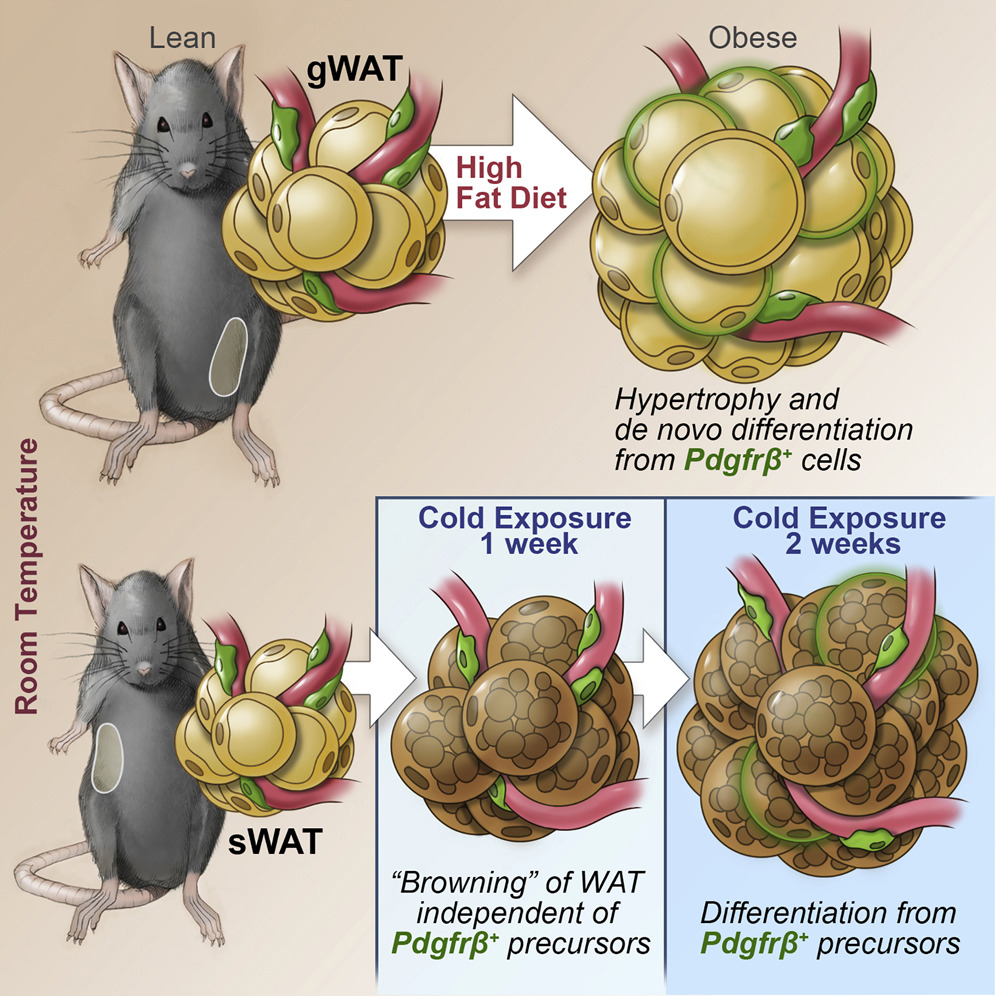 Lean
gWAT
High
Fat Diet
Obese
Hypertrophy and
de novo differentiation
from Pdgfrβ⁺ cells
Room Temperature
sWAT
Cold Exposure
1 week
“Browning” of WAT
independent of
Pdgfrβ⁺ precursors
Cold Exposure
2 weeks
Differentiation from
Pdgfrβ⁺ precursors